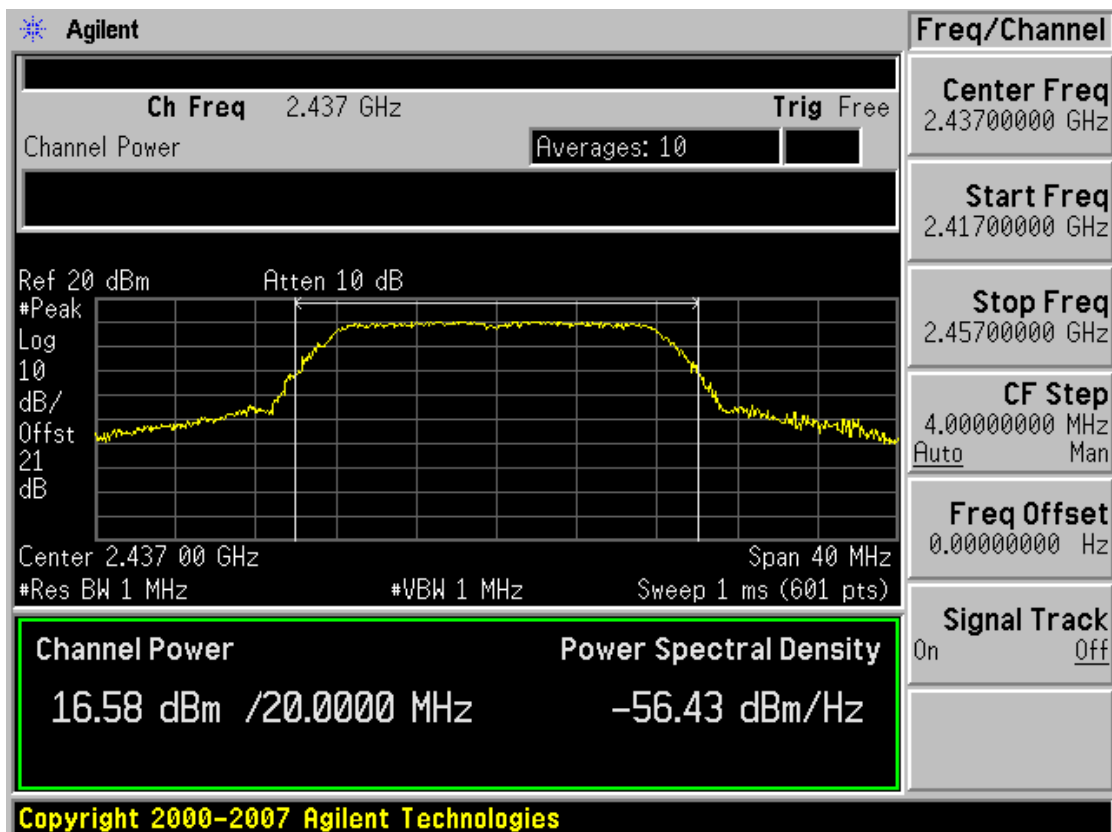 Agilent
Freq/Channel
Ch Freq 2.437 GHz Trig Free
Channel Power Averages: 10
Ref 20 dBm Atten 10 dB
#Peak
Log
10
dB/
Offst
21
dB
Center 2.437 00 GHz Span 40 MHz
#Res BW 1 MHz #VBW 1 MHz Sweep 1 ms (601 pts)
Channel Power Power Spectral Density
16.58 dBm /20.0000 MHz -56.43 dBm/Hz
Center Freq
2.43700000 GHz
Start Freq
2.41700000 GHz
Stop Freq
2.45700000 GHz
CF Step
4.00000000 MHz
Auto Man
Freq Offset
0.00000000 Hz
Signal Track
On Off
Copyright 2000-2007 Agilent Technologies